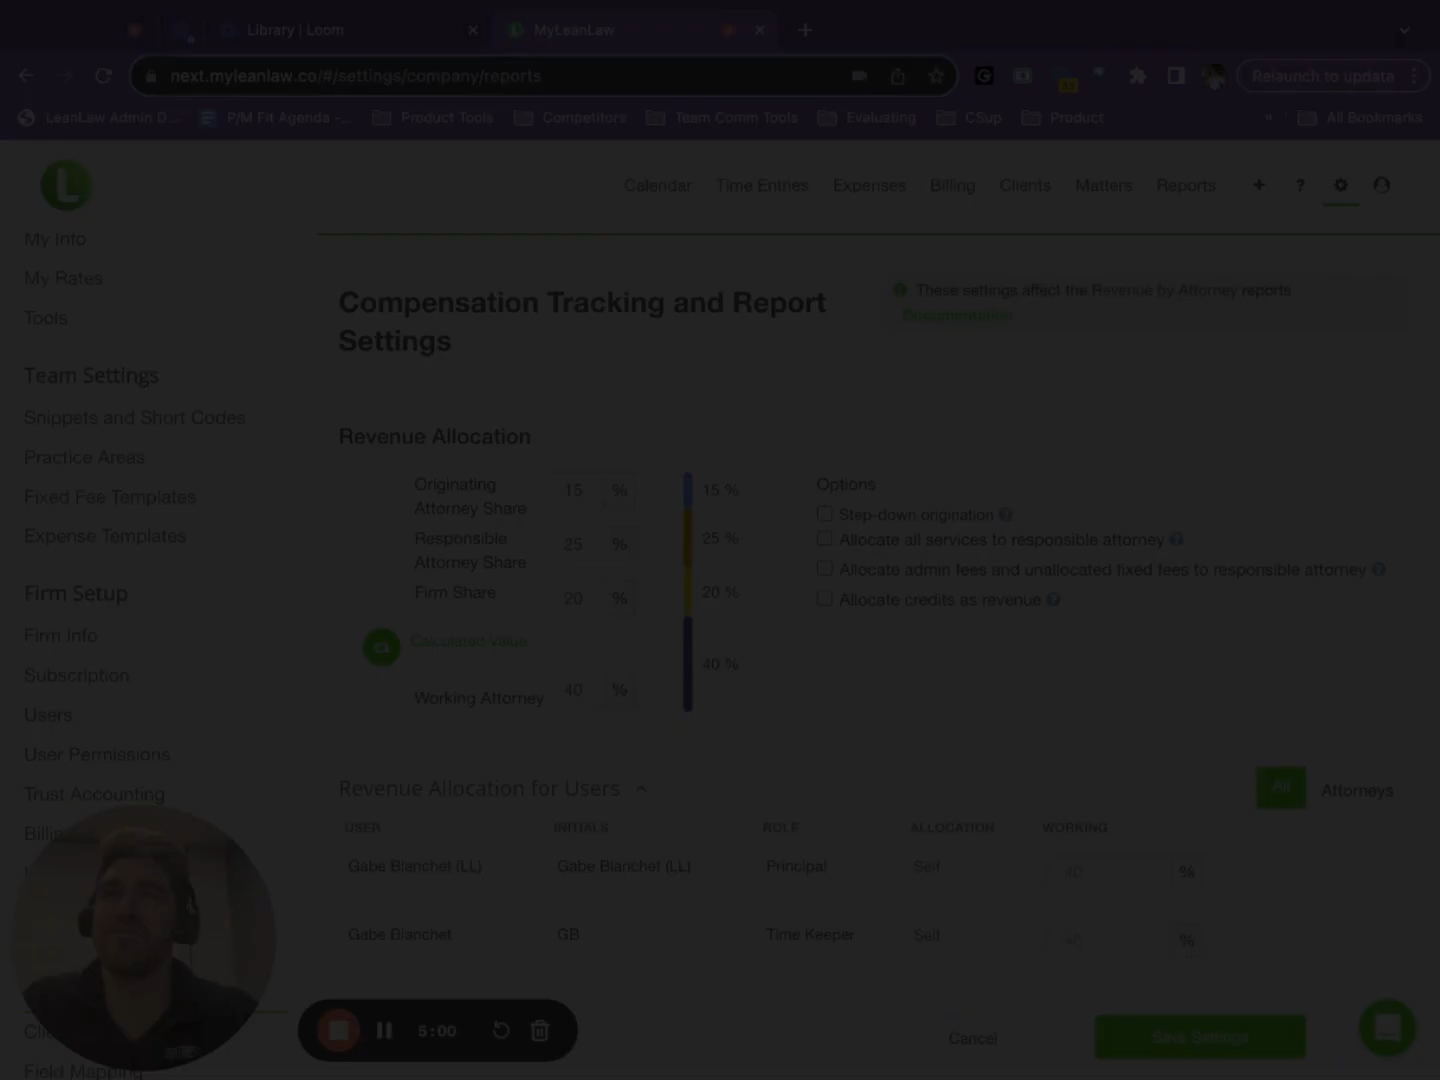 Library | Loom
MyLeanLaw
next.myleanlaw.co/#/settings/company/reports
Relaunch to update
LeanLaw Admin D...
P/M Fit Agenda -...
Product Tools
Competitors
Team Comm Tools
Evaluating
CSup
Product
»
All Bookmarks
L
Calendar
Time Entries
Expenses
Billing
Clients
Matters
Reports
+
?
My Info
My Rates
Tools
Team Settings
Snippets and Short Codes
Practice Areas
Fixed Fee Templates
Expense Templates
Firm Setup
Firm Info
Subscription
Users
User Permissions
Trust Accounting
Field Mapping
Compensation Tracking and Report
Settings
These settings affect the Revenue by Attorney reports
Documentation
Revenue Allocation
Originating
Attorney Share
15 %
15 %
Responsible
Attorney Share
25 %
25 %
Firm Share
20 %
20 %
Calculated Value
Working Attorney
40 %
40 %
Options
Step-down origination
Allocate all services to responsible attorney
Allocate admin fees and unallocated fixed fees to responsible attorney
Allocate credits as revenue
Revenue Allocation for Users
All
Attorneys
USER INITIALS ROLE ALLOCATION WORKING
Gabe Blanchet (LL) Gabe Blanchet (LL) Principal Self 40 %
Gabe Blanchet GB Time Keeper Self 40 %
5:00
Cancel
Save Settings